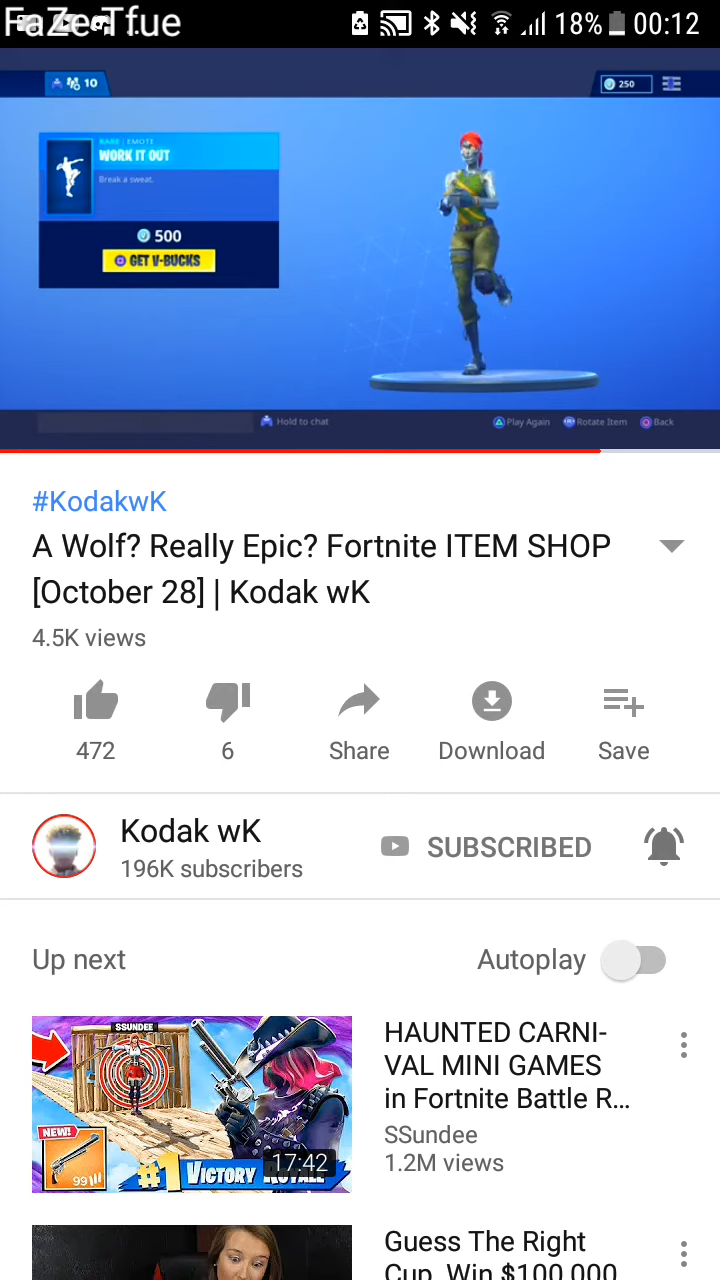 FaZe Tfue
18% 00:12
10
250
RARE | EMOTE
WORK IT OUT
Break a sweat.
500
GET V-BUCKS
Hold to chat
Play Again Rotate Item Back
#KodakwK
A Wolf? Really Epic? Fortnite ITEM SHOP
[October 28] | Kodak wK
4.5K views
472 6 Share Download Save
Kodak wK
196K subscribers
SUBSCRIBED
Up next Autoplay
SSUNDEE
NEW!
99
#1 VICTORY ROYALE
17:42
HAUNTED CARNI-
VAL MINI GAMES
in Fortnite Battle R...
SSundee
1.2M views
Guess The Right
Cup, Win $100,000